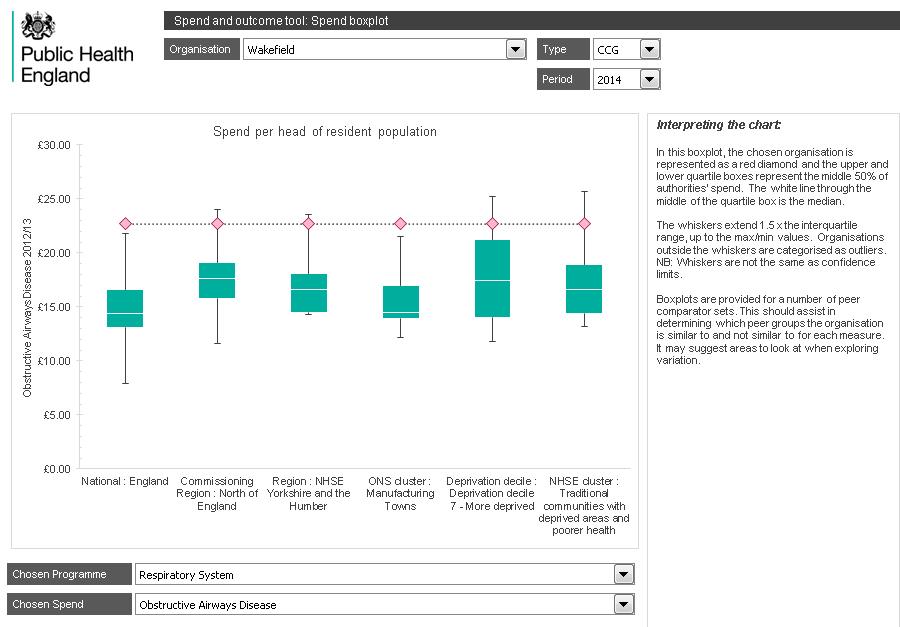 Public Health
England
Spend and outcome tool: Spend boxplot
Organisation
Wakefield
Type
CCG
Period
2014
Spend per head of resident population
£30.00
£25.00
£20.00
£15.00
£10.00
£5.00
£0.00
Obstructive Airways Disease 2012/13
National : England
Commissioning
Region : North of
England
Region : NHSE
Yorkshire and the
Humber
ONS cluster :
Manufacturing
Towns
Deprivation decile :
Deprivation decile
7 - More deprived
NHSE cluster :
Traditional
communities with
deprived areas and
poorer health
Interpreting the chart:
In this boxplot, the chosen organisation is
represented as a red diamond and the upper and
lower quartile boxes represent the middle 50% of
authorities' spend. The white line through the
middle of the quartile box is the median.
The whiskers extend 1.5 x the interquartile
range, up to the max/min values. Organisations
outside the whiskers are categorised as outliers.
NB: Whiskers are not the same as confidence
limits.
Boxplots are provided for a number of peer
comparator sets. This should assist in
determining which peer groups the organisation
is similar to and not similar to for each measure.
It may suggest areas to look at when exploring
variation.
Chosen Programme
Respiratory System
Chosen Spend
Obstructive Airways Disease